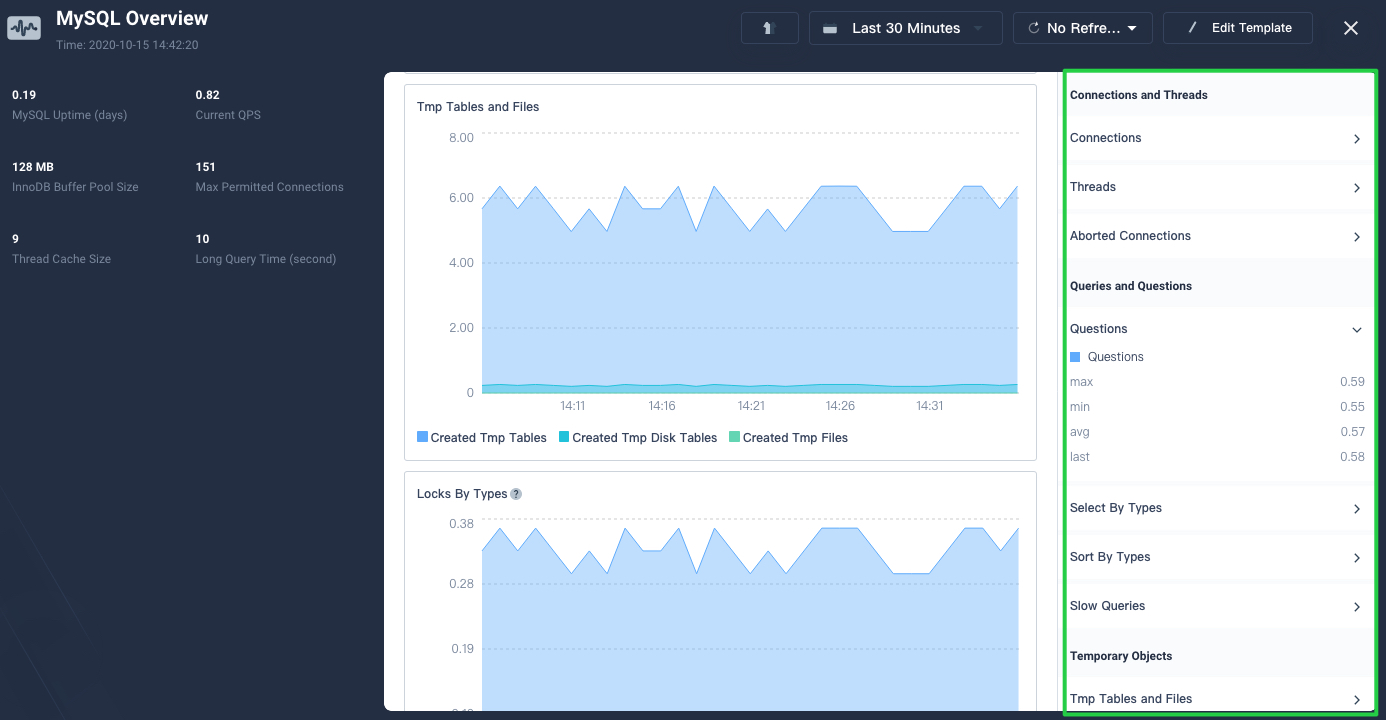 MySQL Overview
Time: 2020-10-15 14:42:20
Last 30 Minutes
No Refre...
Edit Template
0.19
MySQL Uptime (days)
0.82
Current QPS
128 MB
InnoDB Buffer Pool Size
151
Max Permitted Connections
9
Thread Cache Size
10
Long Query Time (second)
Tmp Tables and Files
8.00
6.00
4.00
2.00
0
14:11 14:16 14:21 14:26 14:31
Created Tmp Tables Created Tmp Disk Tables Created Tmp Files
Locks By Types ?
0.38
0.28
0.19
Connections and Threads
Connections
Threads
Aborted Connections
Queries and Questions
Questions
Questions
max 0.59
min 0.55
avg 0.57
last 0.58
Select By Types
Sort By Types
Slow Queries
Temporary Objects
Tmp Tables and Files